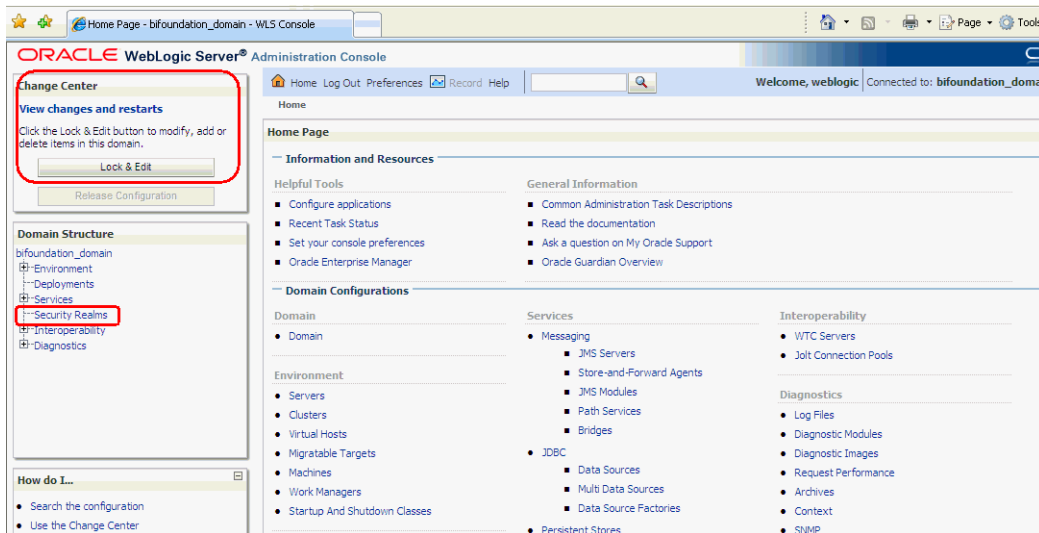 Home Page - bifoundation_domain - WLS Console
Page
Tools
ORACLE WebLogic Server® Administration Console
Change Center
View changes and restarts
Click the Lock & Edit button to modify, add or
delete items in this domain.
Lock & Edit
Release Configuration
Domain Structure
bifoundation_domain
Environment
Deployments
Services
Security Realms
Interoperability
Diagnostics
How do I...
Search the configuration
Use the Change Center
Home Log Out Preferences Record Help
Welcome, weblogic Connected to: bifoundation_doma
Home
Home Page
Information and Resources
Helpful Tools
Configure applications
Recent Task Status
Set your console preferences
Oracle Enterprise Manager
General Information
Common Administration Task Descriptions
Read the documentation
Ask a question on My Oracle Support
Oracle Guardian Overview
Domain Configurations
Domain
Domain
Environment
Servers
Clusters
Virtual Hosts
Migratable Targets
Machines
Work Managers
Startup And Shutdown Classes
Services
Messaging
JMS Servers
Store-and-Forward Agents
JMS Modules
Path Services
Bridges
JDBC
Data Sources
Multi Data Sources
Data Source Factories
Persistent Stores
Interoperability
WTC Servers
Jolt Connection Pools
Diagnostics
Log Files
Diagnostic Modules
Diagnostic Images
Request Performance
Archives
Context
SNMP